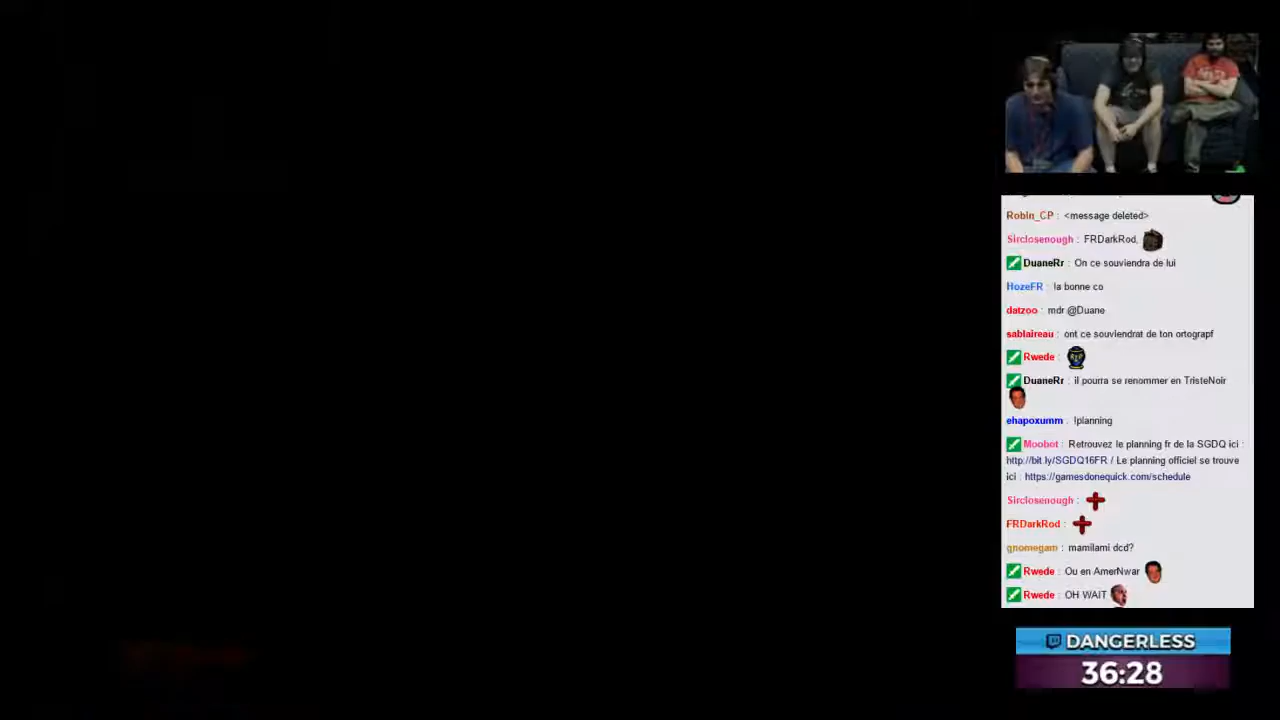 Robin_CP : <message deleted>
Sirclosenough : FRDarkRod,
DuaneRr : On ce souviendra de lui
HozeFR : !a bonne co
datzoo : mdr @Duane
sablaireau : ont ce souviendrat de ton ortograpf
Rwede :
DuaneRr : il pourra se renommer en TristeNoir
ehapoxumm : !planning
Moobot : Retrouvez le planning fr de la SGDQ ici :
http://bit.ly/SGDQ16FR / Le planning officiel se trouve
ici : https://gamesdonequick.com/schedule
Sirclosenough :
FRDarkRod :
gnomegam : mamilami dcd?
Rwede : Ou en AmerNwar
Rwede : OH WAIT
DANGERLESS
36:28